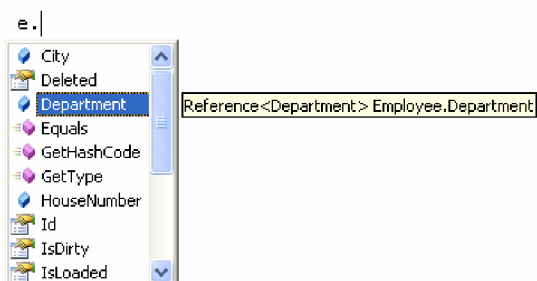 e.
City
Deleted
Department
Reference<Department> Employee.Department
Equals
GetHashCode
GetType
HouseNumber
Id
IsDirty
IsLoaded